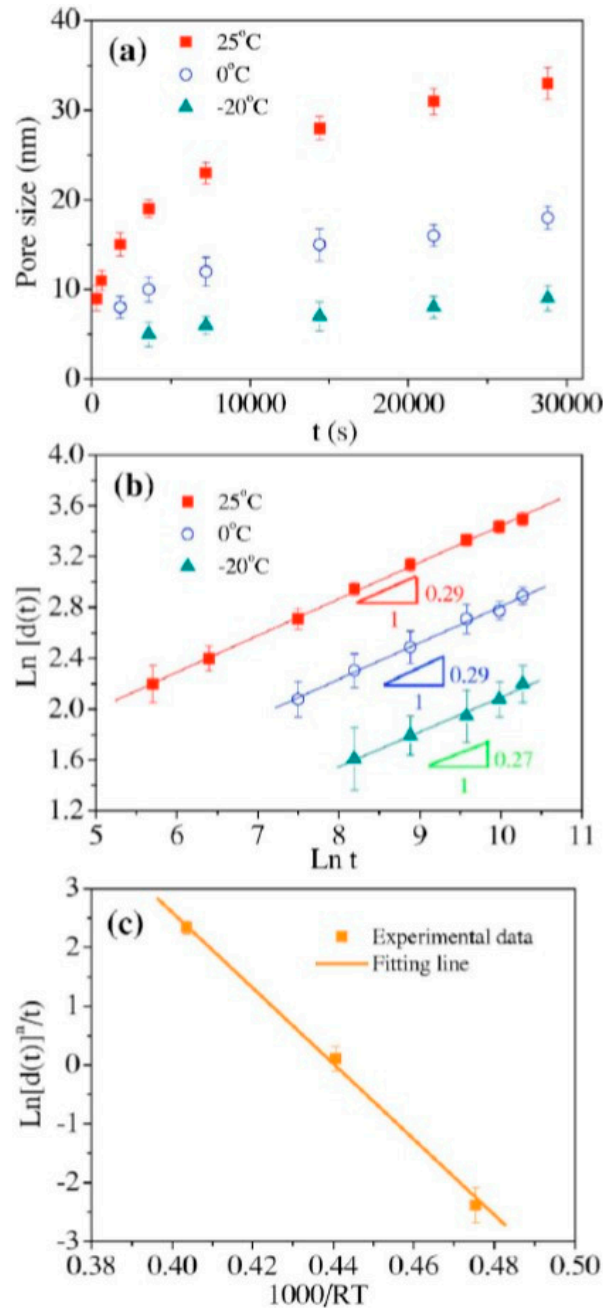 (a)
25°C
0°C
-20°C
Pore size (nm)
40
30
20
10
0
0 10000 20000 30000
t (s)
(b)
25°C
0°C
-20°C
Ln [d(t)]
4.0
3.6
3.2
2.8
2.4
2.0
1.6
1.2
0.29
1
0.29
1
0.27
1
5 6 7 8 9 10 11
Ln t
(c)
Experimental data
Fitting line
Ln[d(t)]ⁿ/t)
3
2
1
0
-1
-2
-3
0.38 0.40 0.42 0.44 0.46 0.48 0.50
1000/RT